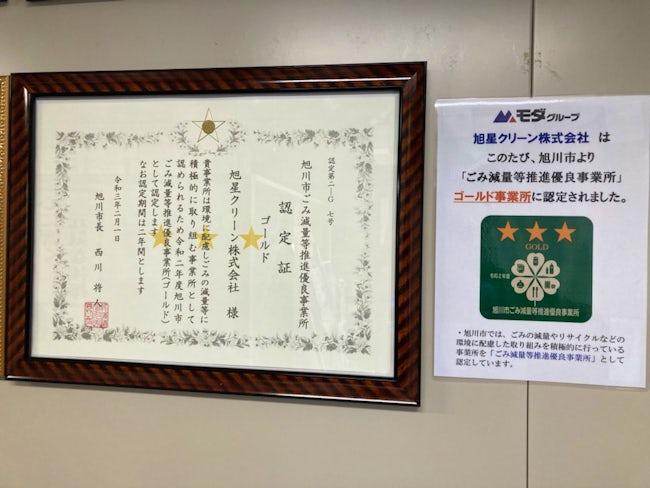 認定第二―G 七号
旭川市ごみ減量等推進優良事業所
認定証
ゴールド
旭星クリーン株式会社 様
貴事業所は環境に配慮しごみの減量等に
積極的に取り組む事業所として
認められるため令和二年度旭川市
ごみ減量等推進優良事業所(ゴールド)
として認定します
なお認定期間は二年間とします
令和三年二月一日
旭川市長 西川 将人
モダグループ
旭星クリーン株式会社 は
このたび、旭川市より
「ごみ減量等推進優良事業所」
ゴールド事業所に認定されました。
GOLD
令和2年度
旭川市ごみ減量等推進優良事業所
・旭川市では、ごみの減量やリサイクルなどの
環境に配慮した取り組みを積極的に行っている
事業所を「ごみ減量等推進優良事業所」として
認定しています。